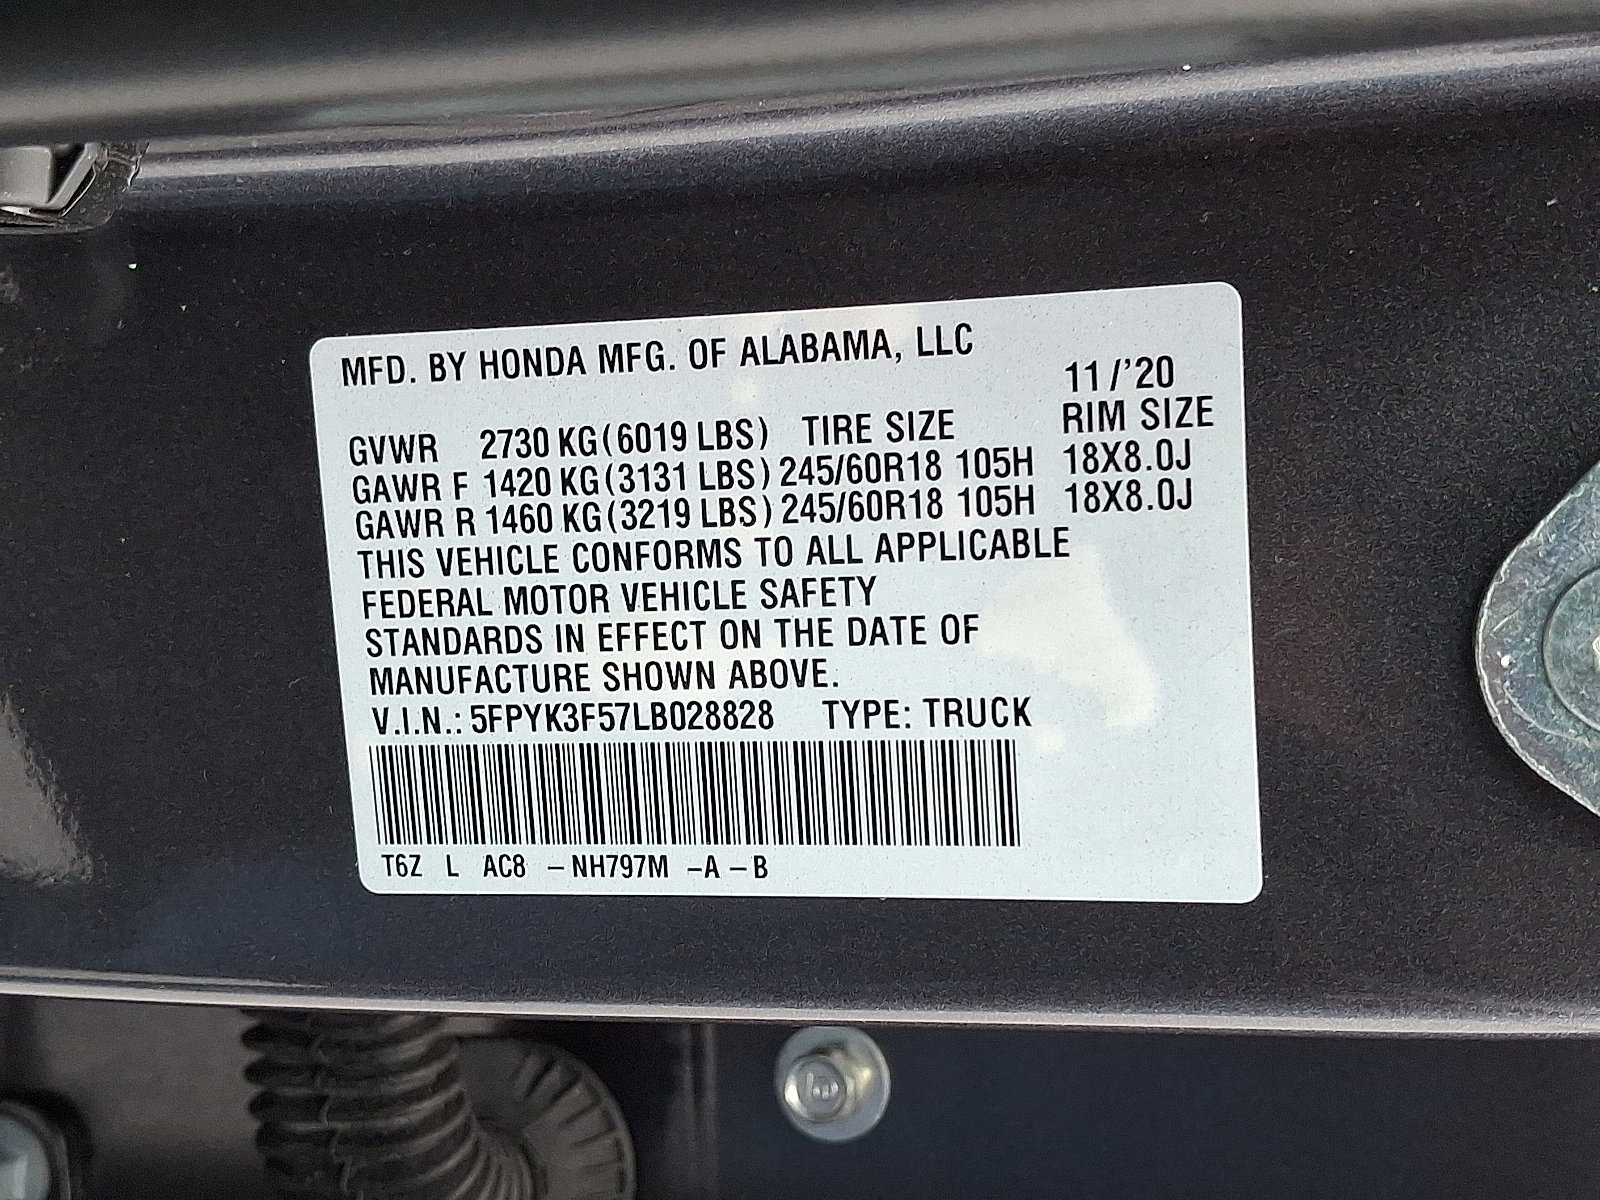 MFD. BY HONDA MFG. OF ALABAMA, LLC
11/'20
GVWR 2730 KG(6019 LBS) TIRE SIZE RIM SIZE
GAWR F 1420 KG(3131 LBS) 245/60R18 105H 18X8.0J
GAWR R 1460 KG(3219 LBS) 245/60R18 105H 18X8.0J
THIS VEHICLE CONFORMS TO ALL APPLICABLE
FEDERAL MOTOR VEHICLE SAFETY
STANDARDS IN EFFECT ON THE DATE OF
MANUFACTURE SHOWN ABOVE.
V.I.N.: 5FPYK3F57LB028828 TYPE: TRUCK
T6Z L AC8 -NH797M -A -B